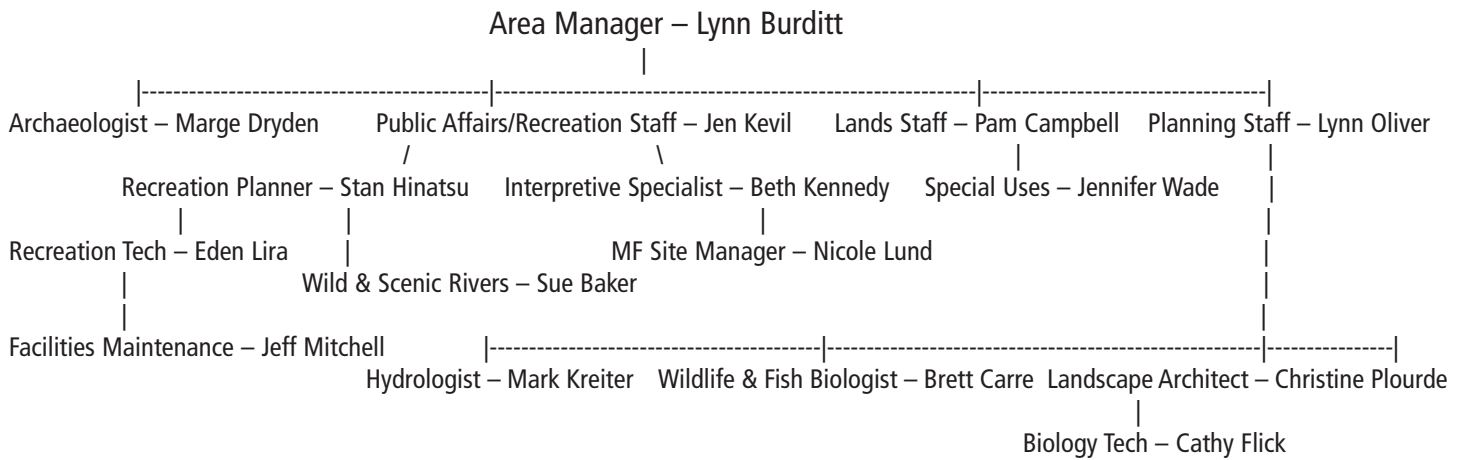 Area Manager – Lynn Burditt
|
|--------------------------------------------|------------------------------------------------------------|-----------------------------------|
Archaeologist – Marge Dryden Public Affairs/Recreation Staff – Jen Kevil Lands Staff – Pam Campbell Planning Staff – Lynn Oliver
/ \ | |
Recreation Planner – Stan Hinatsu Interpretive Specialist – Beth Kennedy Special Uses – Jennifer Wade |
| | | |
Recreation Tech – Eden Lira | MF Site Manager – Nicole Lund |
| Wild & Scenic Rivers – Sue Baker |
| |
Facilities Maintenance – Jeff Mitchell |-----------------------------------------|------------------------------------------------------|----------------|
Hydrologist – Mark Kreiter Wildlife & Fish Biologist – Brett Carre Landscape Architect – Christine Plourde
|
Biology Tech – Cathy Flick